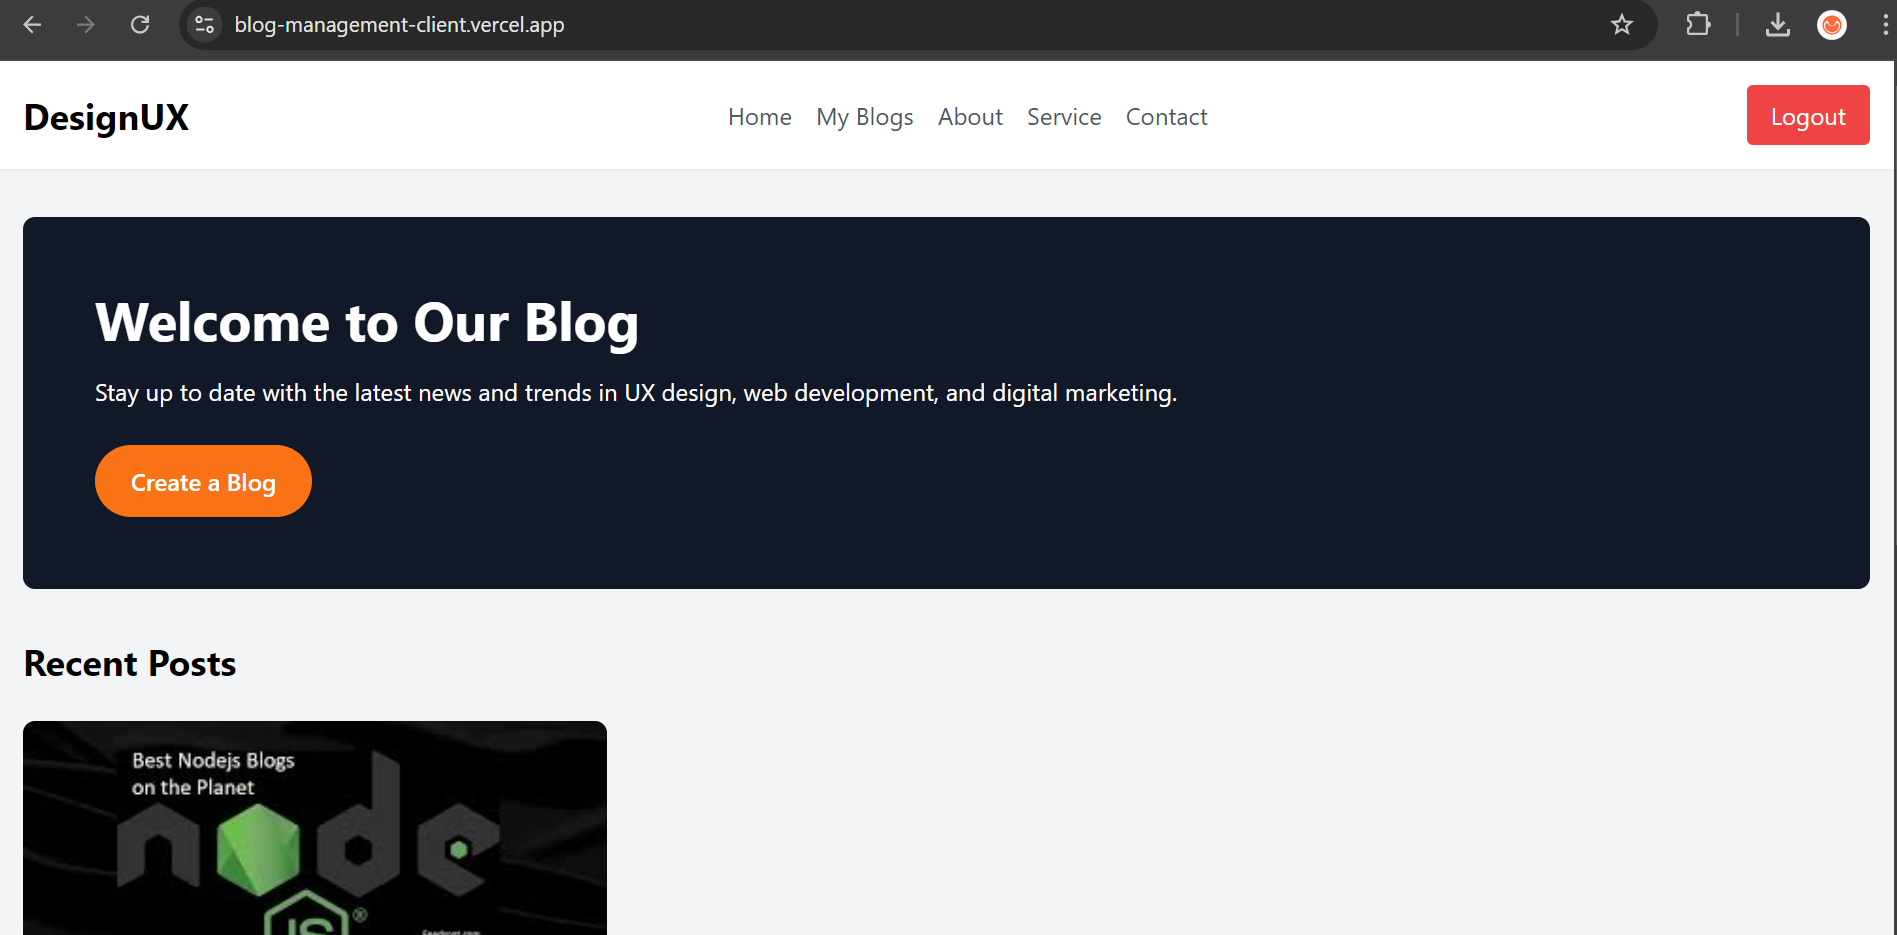 blog-management-client.vercel.app
DesignUX
Home My Blogs About Service Contact
Logout
Welcome to Our Blog
Stay up to date with the latest news and trends in UX design, web development, and digital marketing.
Create a Blog
Recent Posts
Best Nodejs Blogs
on the Planet
node
JS ®